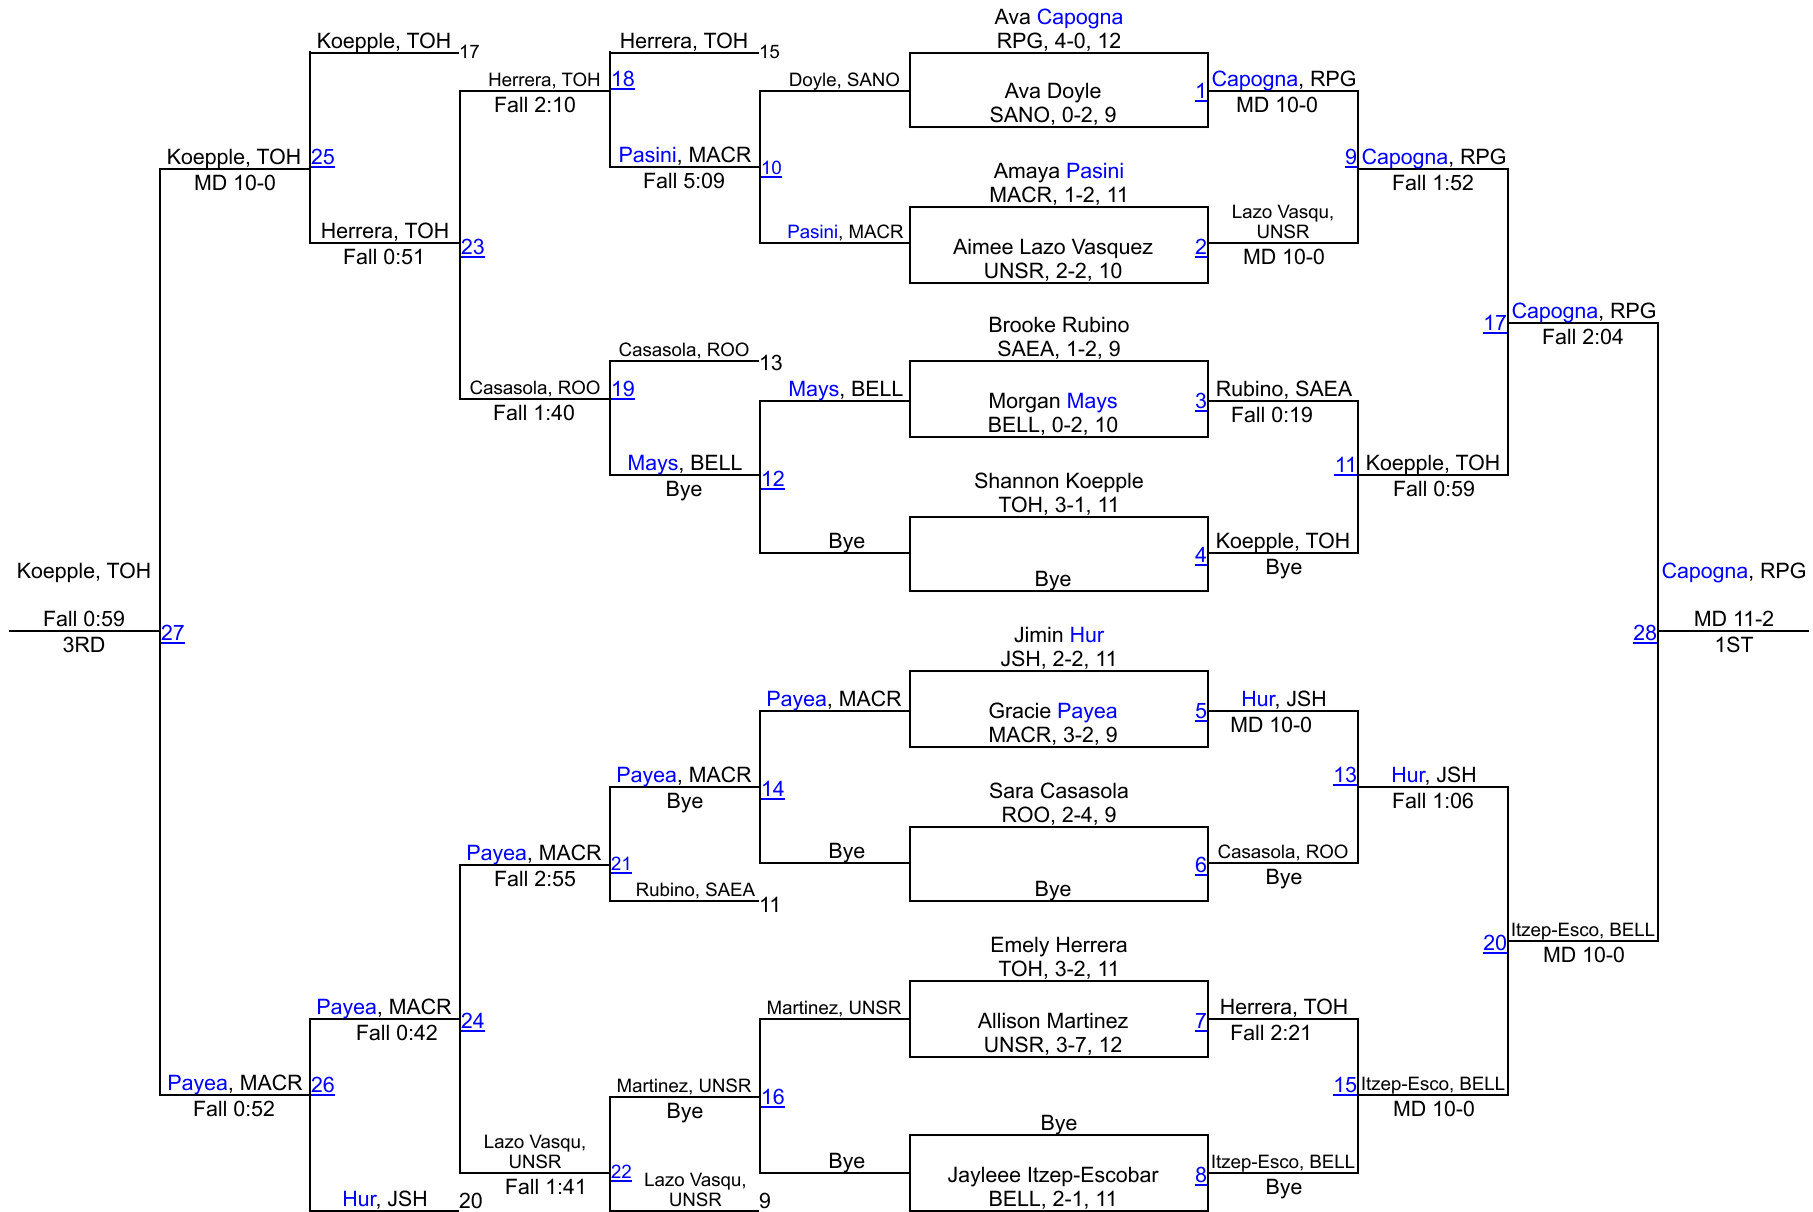 Ava Capogna
RPG, 4-0, 12
Koepple, TOH
17
Herrera, TOH
15
Herrera, TOH
18
Fall 2:10
Doyle, SANO
Ava Doyle
SANO, 0-2, 9
1
Capogna, RPG
MD 10-0
Koepple, TOH
25
MD 10-0
Pasini, MACR
10
Fall 5:09
Amaya Pasini
MACR, 1-2, 11
9
Capogna, RPG
Fall 1:52
Herrera, TOH
23
Fall 0:51
Pasini, MACR
Aimee Lazo Vasquez
UNSR, 2-2, 10
2
Lazo Vasqu,
UNSR
MD 10-0
Brooke Rubino
SAEA, 1-2, 9
17
Capogna, RPG
Fall 2:04
Casasola, ROO
13
Casasola, ROO
19
Fall 1:40
Mays, BELL
Morgan Mays
BELL, 0-2, 10
3
Rubino, SAEA
Fall 0:19
Mays, BELL
12
Bye
Shannon Koepple
TOH, 3-1, 11
11
Koepple, TOH
Fall 0:59
Bye
Bye
4
Koepple, TOH
Bye
Koepple, TOH
Fall 0:59
3RD
27
Capogna, RPG
28
MD 11-2
1ST
Jimin Hur
JSH, 2-2, 11
Payea, MACR
Gracie Payea
MACR, 3-2, 9
5
Hur, JSH
MD 10-0
Payea, MACR
14
Bye
Sara Casasola
ROO, 2-4, 9
13
Hur, JSH
Fall 1:06
Payea, MACR
21
Fall 2:55
Bye
Bye
6
Casasola, ROO
Bye
Rubino, SAEA
11
Emely Herrera
TOH, 3-2, 11
20
Itzep-Esco, BELL
MD 10-0
Payea, MACR
24
Fall 0:42
Martinez, UNSR
Allison Martinez
UNSR, 3-7, 12
7
Herrera, TOH
Fall 2:21
Payea, MACR
26
Fall 0:52
Martinez, UNSR
16
Bye
15
Itzep-Esco, BELL
MD 10-0
Bye
Lazo Vasqu,
UNSR
22
Fall 1:41
Bye
Jayleee Itzep-Escobar
BELL, 2-1, 11
8
Itzep-Esco, BELL
Bye
Hur, JSH
20
Lazo Vasqu,
UNSR
9